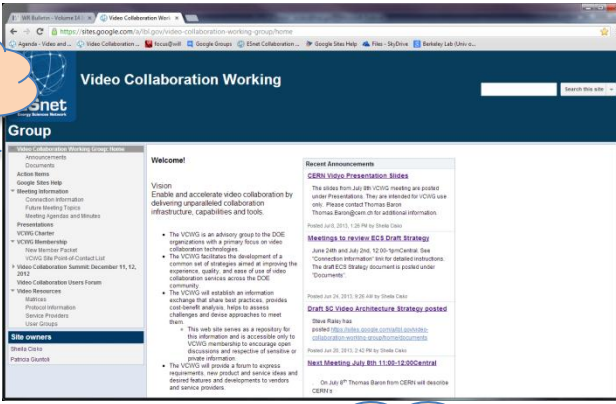 VVR Bulletin - Volume 14 I
Video Collaboration Worki
https://sites.google.com/a/lbl.gov/video-collaboration-working-group/home
Agenda - Video and ...
Video Collaboration ...
focus@will
Google Groups
ESnet Collaboration ...
Google Sites Help
Files - SkyDrive
Berkeley Lab (Univ o...
Video Collaboration Working
Group
Search this site
Video Collaboration Working Group Home
Announcements
Documents
Action Items
Google Sites Help
Meeting Information
Connection Information
Future Meeting Topics
Meeting Agendas and Minutes
Presentations
VCWG Charter
VCWG Membership
New Member Packet
VCWG Site Point-of-Contact List
Video Collaboration Summit: December 11, 12,
2012
Video Collaboration Users Forum
Video Resources
Matrices
Protocol Information
Service Providers
User Groups
Site owners
Sheila Cisko
Patricia Giuntoli
Welcome!
Vision
Enable and accelerate video collaboration by
delivering unparalleled collaboration
infrastructure, capabilities and tools.
The VCWG is an advisory group to the DOE
organizations with a primary focus on video
collaboration technologies.
The VCWG facilitates the development of a
common set of strategies aimed at improving the
experience, quality, and ease of use of video
collaboration services across the DOE
community.
The VCWG will establish an information
exchange that share best practices, provides
cost-benefit analysis, helps to assess
challenges and devise approaches to meet
them.
This web site serves as a repository for
this information and is accessible only to
VCWG membership to encourage open
discussions and respective of sensitive or
private information.
The VCWG will provide a forum to express
requirements, new product and service ideas and
desired features and developments to vendors
and service providers.
Recent Announcements
CERN Vidyo Presentation Slides
The slides from July 8th VCWG meeting are posted
under Presentations. They are intended for VCWG use
only. Please contact Thomas Baron
Thomas.Baron@cern.ch for additional information.
Posted Jul 8, 2013, 1:28 PM by Sheila Cisko
Meetings to review ECS Draft Strategy
June 24th and July 2nd, 12:00-1pmCentral. See
"Connection Information" link for detailed instructions.
The draft ECS Strategy document is posted under
"Documents".
Posted Jun 24, 2013, 9:26 AM by Sheila Cisko
Draft SC Video Architecture Strategy posted
Steve Raley has
posted https://sites.google.com/a/lbl.gov/video-
collaboration-working-group/home/documents
Posted Jun 20, 2013, 2:42 PM by Sheila Cisko
Next Meeting July 8th 11:00-12:00Central
On July 8th Thomas Baron from CERN will describe
CERN's